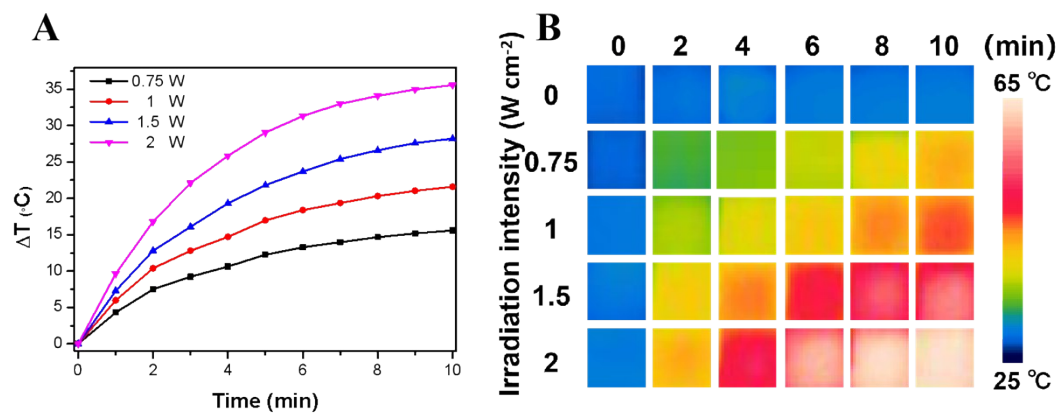 A
ΔT (°C)
35
30
25
20
15
10
5
0
0.75 W
1 W
1.5 W
2 W
0 2 4 6 8 10
Time (min)
B
Irradiation intensity (W cm⁻²)
0 2 4 6 8 10 (min)
0
0.75
1
1.5
2
65 °C
25 °C